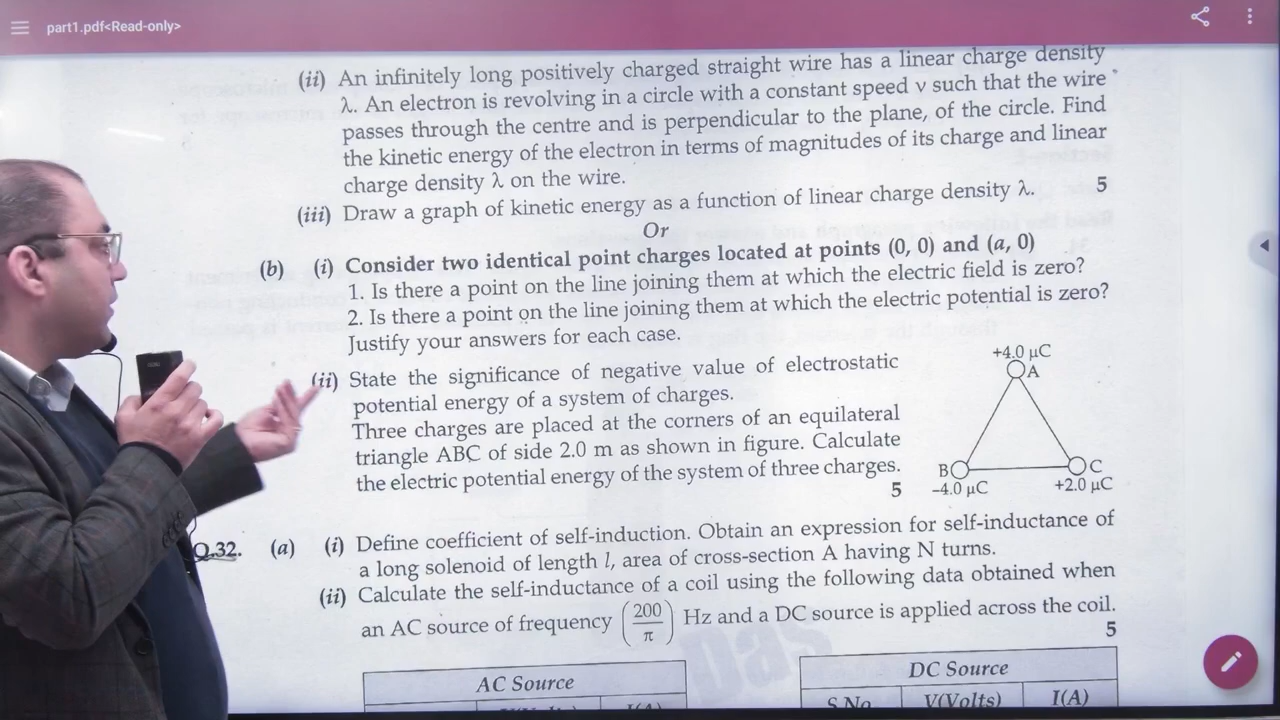 part1.pdf<Read-only>
(ii) An infinitely long positively charged straight wire has a linear charge density
λ. An electron is revolving in a circle with a constant speed v such that the wire
passes through the centre and is perpendicular to the plane, of the circle. Find
the kinetic energy of the electron in terms of magnitudes of its charge and linear
charge density λ on the wire.
(iii) Draw a graph of kinetic energy as a function of linear charge density λ. 5
Or
(b) (i) Consider two identical point charges located at points (0, 0) and (a, 0)
1. Is there a point on the line joining them at which the electric field is zero?
2. Is there a point on the line joining them at which the electric potential is zero?
Justify your answers for each case.
(ii) State the significance of negative value of electrostatic
potential energy of a system of charges.
Three charges are placed at the corners of an equilateral
triangle ABC of side 2.0 m as shown in figure. Calculate
the electric potential energy of the system of three charges.
5
+4.0 μC
A
B C
-4.0 μC +2.0 μC
Q.32. (a) (i) Define coefficient of self-induction. Obtain an expression for self-inductance of
a long solenoid of length l, area of cross-section A having N turns.
(ii) Calculate the self-inductance of a coil using the following data obtained when
an AC source of frequency (200/π) Hz and a DC source is applied across the coil.
5
AC Source
DC Source
S.No. V(Volts) I(A)